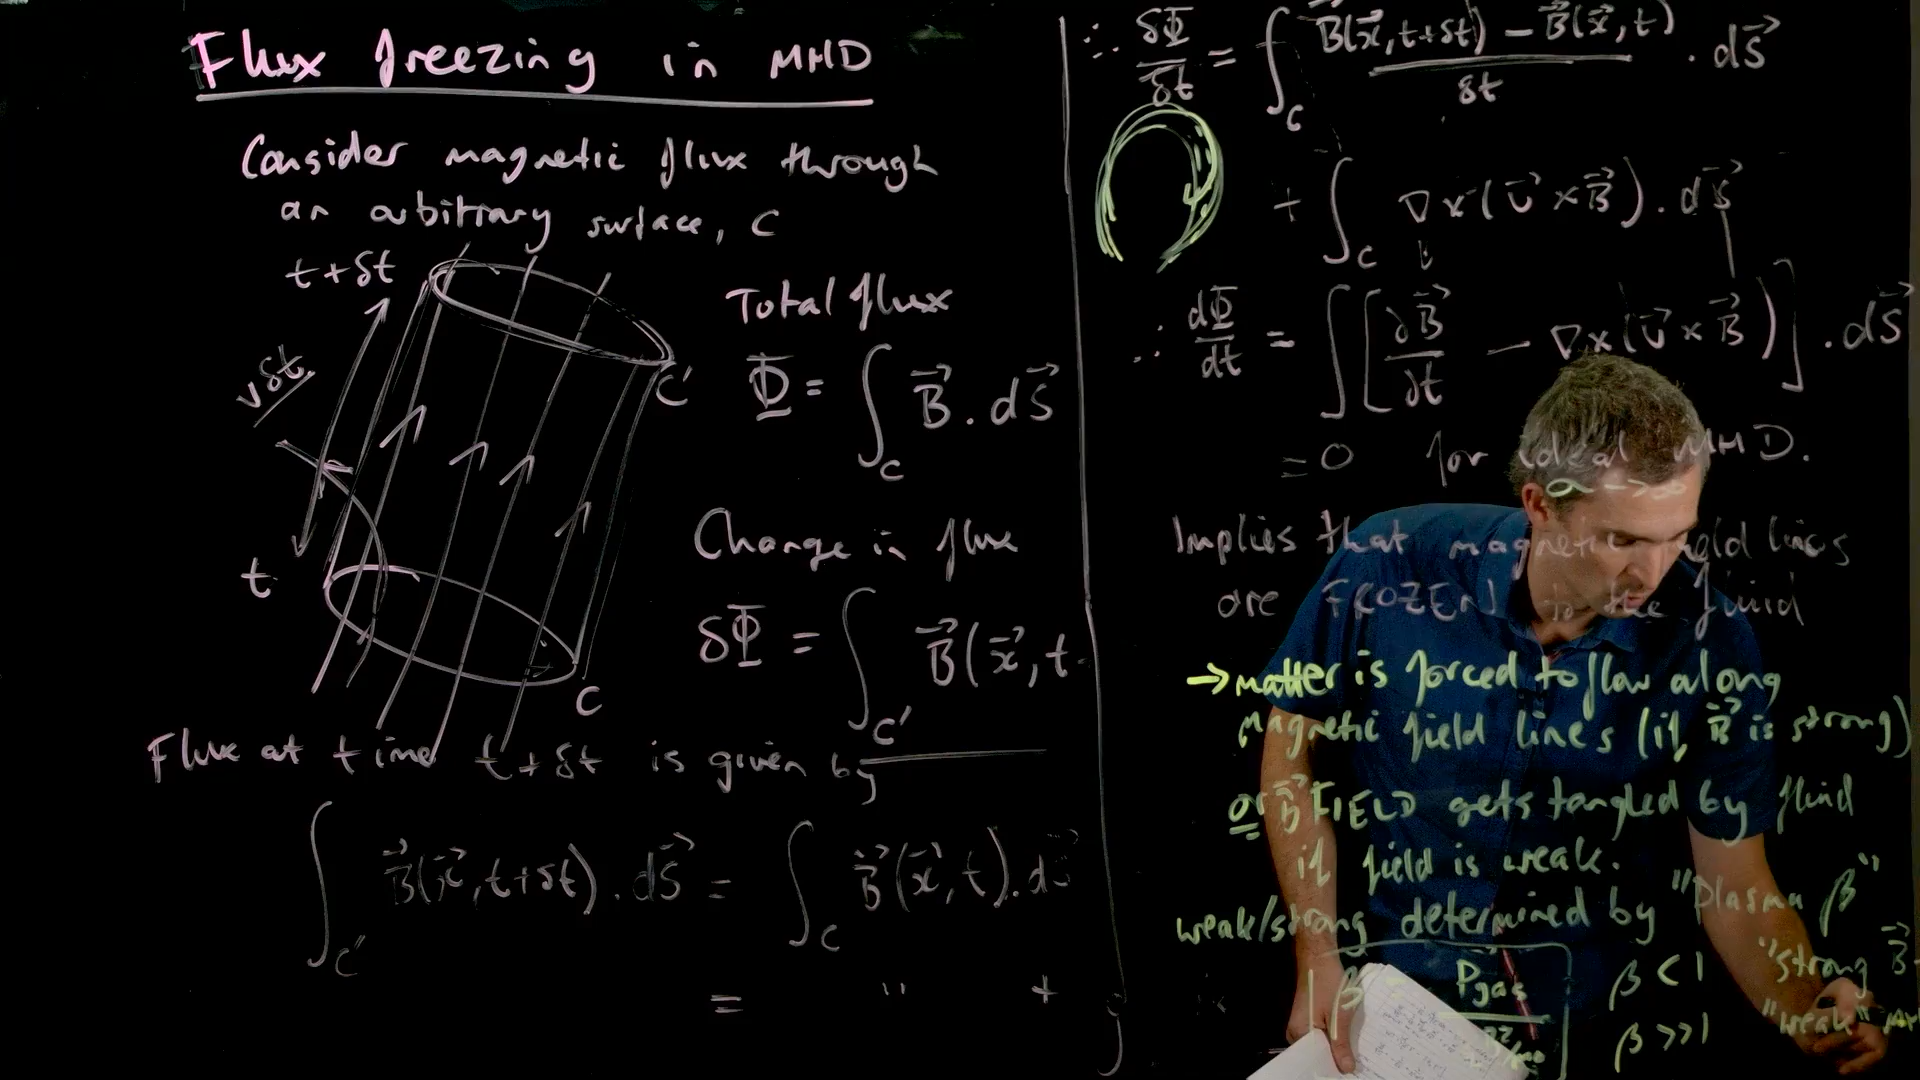 Flux freezing in MHD
Consider magnetic flux through
an arbitrary surface, C
t+δt
vδt
C'
t
C
Total flux
Φ = ∫_C B⃗ . dS⃗
Change in flux
δΦ = ∫_C' B⃗(x⃗, t
Flux at time t+δt is given by
∫_C' B⃗(x⃗, t+δt) . dS⃗ = ∫_C B⃗(x⃗, t) . dS⃗
= " +
∴ δΦ/δt = ∫_C (B⃗(x⃗, t+δt) − B⃗(x⃗, t))/δt . dS⃗
+ ∫_C ∇×(v⃗ × B⃗) . dS⃗
∴ dΦ/dt = ∫[∂B⃗/∂t − ∇×(v⃗ × B⃗)] . dS⃗
= 0 for ideal MHD.
σ → ∞
Implies that magnetic field lines
are FROZEN to the fluid
→ matter is forced to flow along
magnetic field lines (if B⃗ is strong)
or B⃗ FIELD gets tangled by fluid
if field is weak.
weak/strong determined by "Plasma β"
β = Pgas
β < 1 "strong B⃗
β >> 1 "weak"